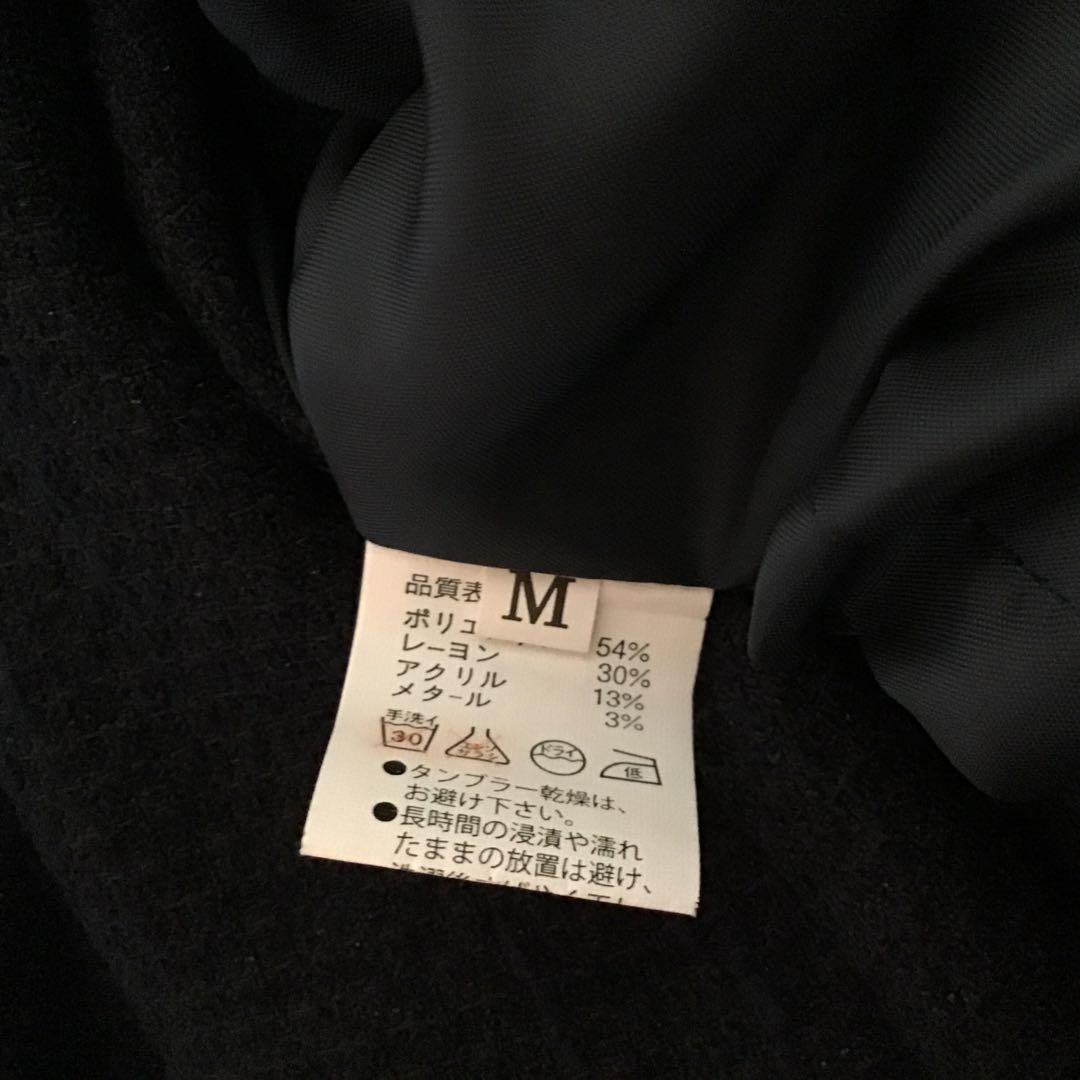 M
品質表
ポリエ 54%
レーヨン 30%
アクリル 13%
メタール 3%
手洗イ
30
ドライ
低
●タンブラー乾燥は、
お避け下さい。
●長時間の浸漬や濡れ
たままの放置は避け、